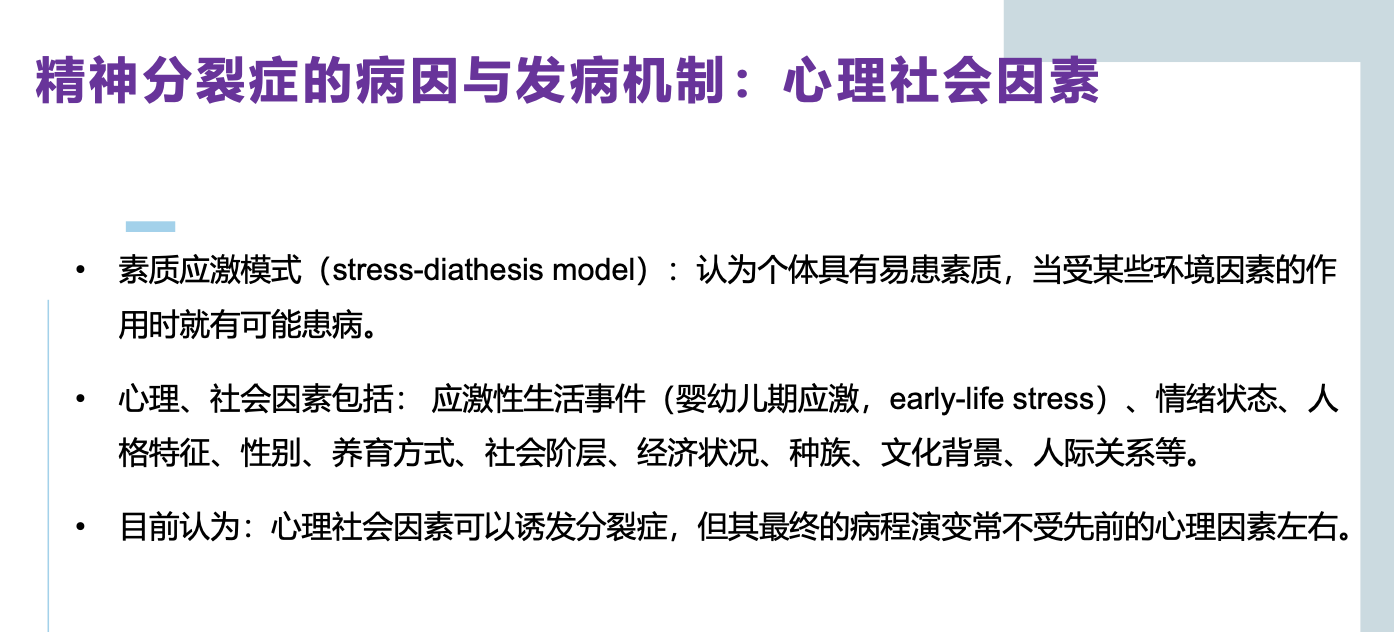 精神分裂症的病因与发病机制：心理社会因素
• 素质应激模式（stress-diathesis model）：认为个体具有易患素质，当受某些环境因素的作
用时就有可能患病。
• 心理、社会因素包括： 应激性生活事件（婴幼儿期应激，early-life stress）、情绪状态、人
格特征、性别、养育方式、社会阶层、经济状况、种族、文化背景、人际关系等。
• 目前认为：心理社会因素可以诱发分裂症，但其最终的病程演变常不受先前的心理因素左右。